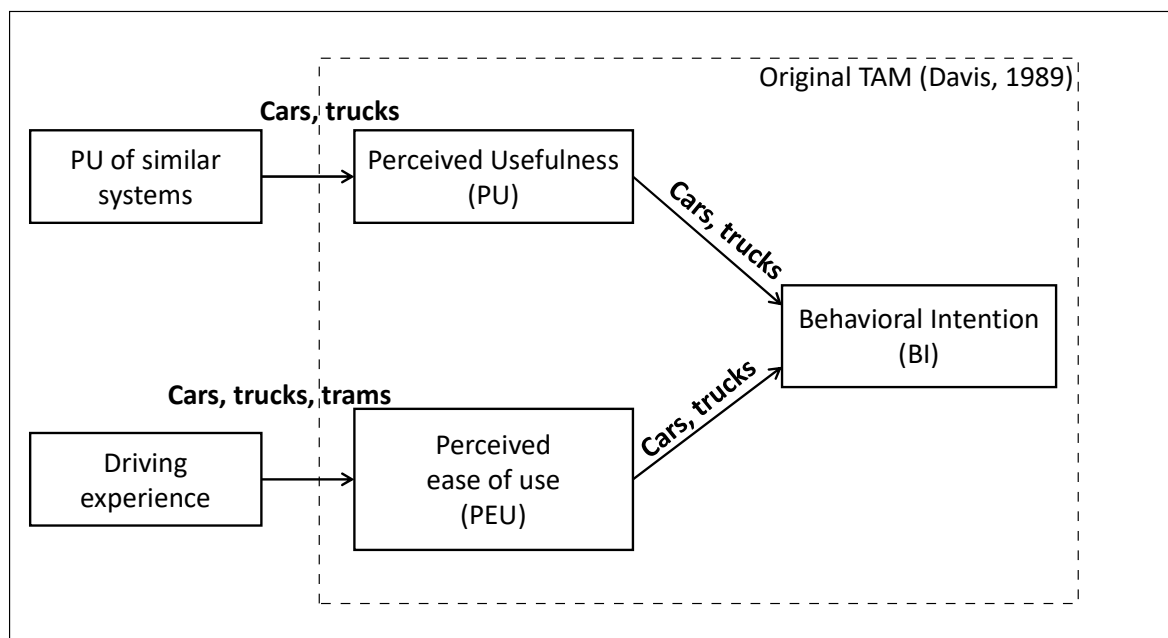 Original TAM (Davis, 1989)
Cars, trucks
PU of similar
systems
Perceived Usefulness
(PU)
Cars, trucks
Behavioral Intention
(BI)
Cars, trucks, trams
Driving
experience
Perceived
ease of use
(PEU)
Cars, trucks